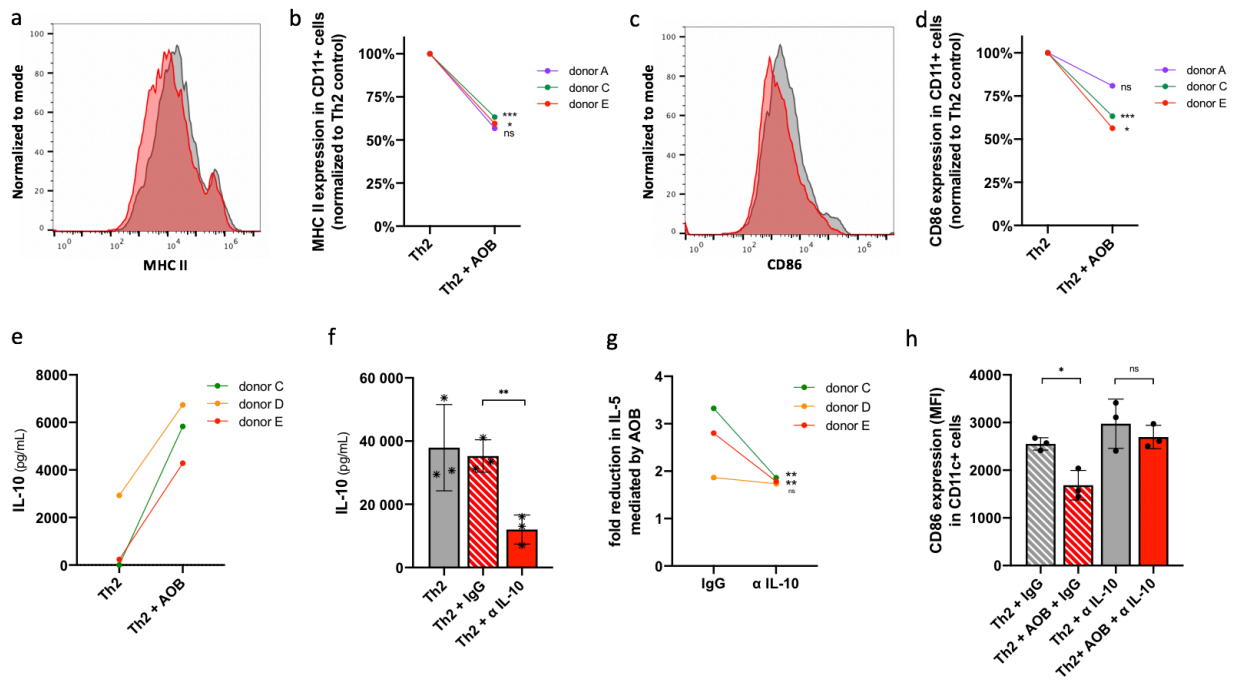 a
Normalized to mode
100
80
60
40
20
0
10^0
10^2
10^4
10^6
MHC II
b
MHC II expression in CD11+ cells
(normalized to Th2 control)
100%
75%
50%
25%
0%
***
*
ns
Th2
Th2 + AOB
donor A
donor C
donor E
c
Normalized to mode
100
80
60
40
20
0
10^0
10^2
10^4
10^6
CD86
d
CD86 expression in CD11+ cells
(normalized to Th2 control)
100%
75%
50%
25%
0%
ns
***
*
Th2
Th2 + AOB
donor A
donor C
donor E
e
IL-10 (pg/mL)
8000
6000
4000
2000
0
Th2
Th2 + AOB
donor C
donor D
donor E
f
IL-10 (pg/mL)
60 000
40 000
20 000
0
**
Th2
Th2 + IgG
Th2 + α IL-10
g
fold reduction in IL-5
mediated by AOB
4
3
2
1
0
**
**
ns
IgG
α IL-10
donor C
donor D
donor E
h
CD86 expression (MFI)
in CD11c+ cells
4000
3000
2000
1000
0
*
ns
Th2 + IgG
Th2 + AOB + IgG
Th2 + α IL-10
Th2+ AOB + α IL-10